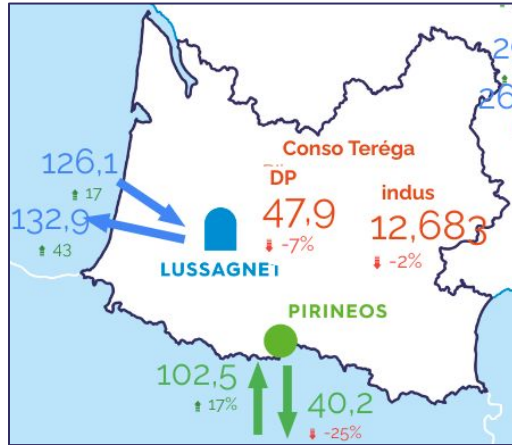 126,1
17
132,9
43
LUSSAGNET
Conso Teréga
DP
47,9
-7%
indus
12,683
-2%
PIRINEOS
102,5
17%
40,2
-25%